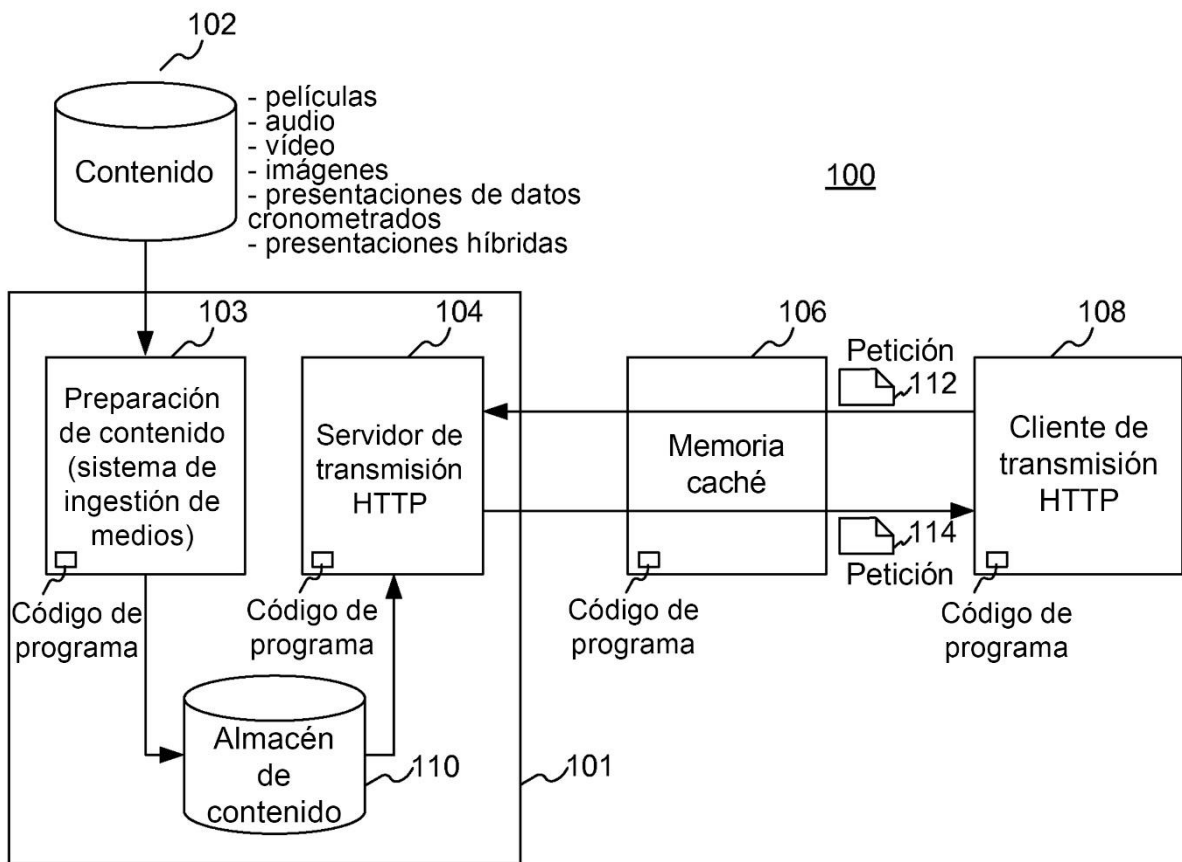 102
Contenido
- películas
- audio
- vídeo
- imágenes
- presentaciones de datos
cronometrados
- presentaciones híbridas
100
103
Preparación
de contenido
(sistema de
ingestión de
medios)
Código de
programa
104
Servidor de
transmisión
HTTP
Código de
programa
106
Memoria
caché
Código de
programa
Petición
112
114
Petición
108
Cliente de
transmisión
HTTP
Código de
programa
Almacén
de
contenido
110
101